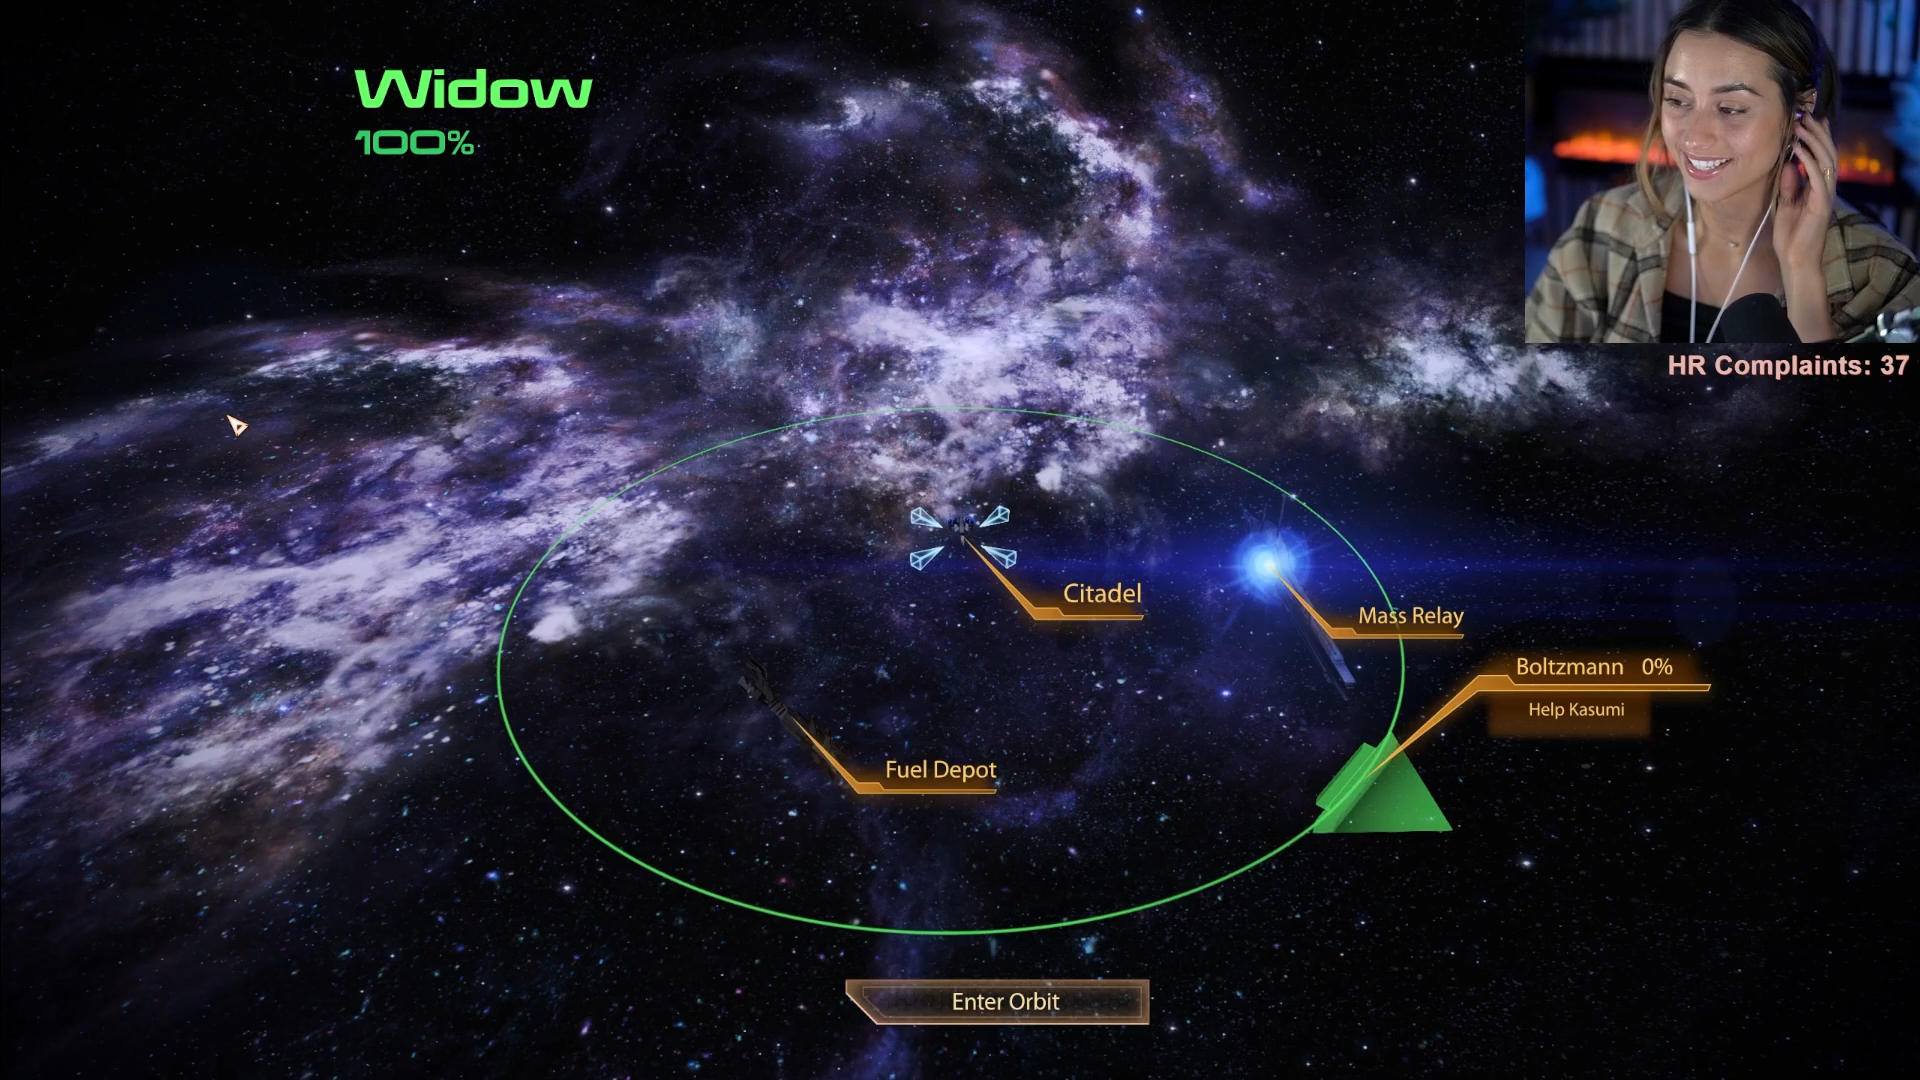 Widow
100%
HR Complaints: 37
Citadel
Mass Relay
Boltzmann 0%
Help Kasumi
Fuel Depot
Enter Orbit